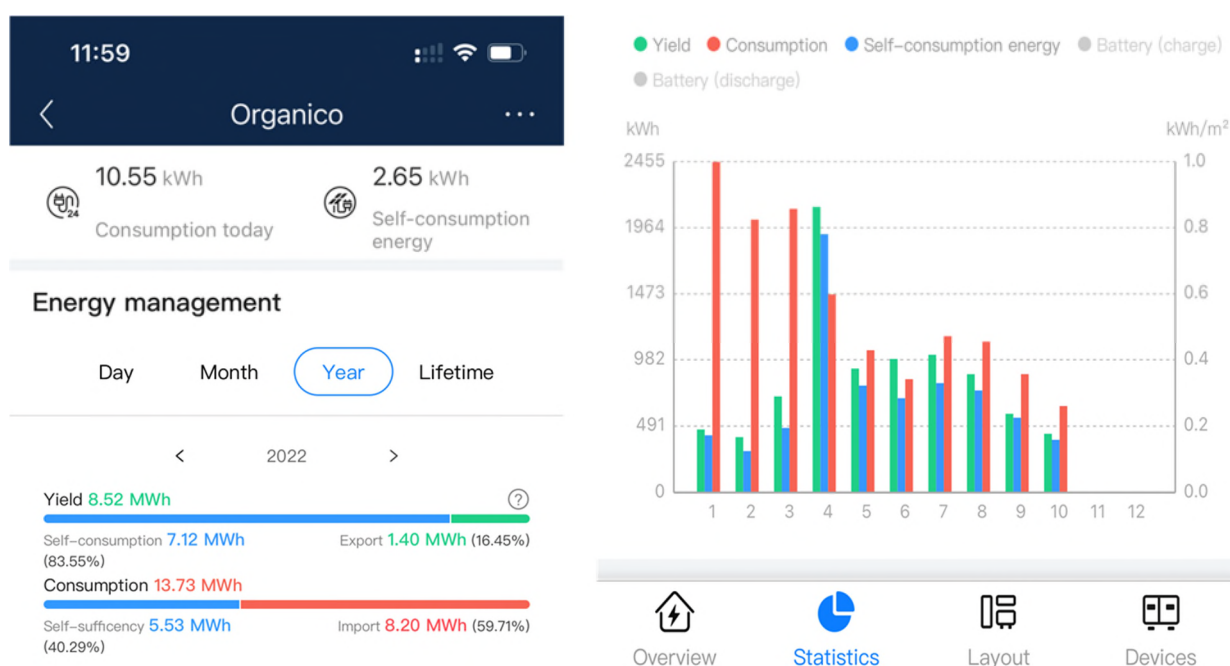 11:59
Organico
10.55 kWh
Consumption today
2.65 kWh
Self-consumption
energy
24
Energy management
Day Month Year Lifetime
< 2022 >
Yield 8.52 MWh ?
Self-consumption 7.12 MWh Export 1.40 MWh (16.45%)
(83.55%)
Consumption 13.73 MWh
Self-sufficency 5.53 MWh Import 8.20 MWh (59.71%)
(40.29%)
Yield Consumption Self-consumption energy Battery (charge)
Battery (discharge)
kWh kWh/m²
2455 1.0
1964 0.8
1473 0.6
982 0.4
491 0.2
0 0.0
1 2 3 4 5 6 7 8 9 10 11 12
Overview Statistics Layout Devices